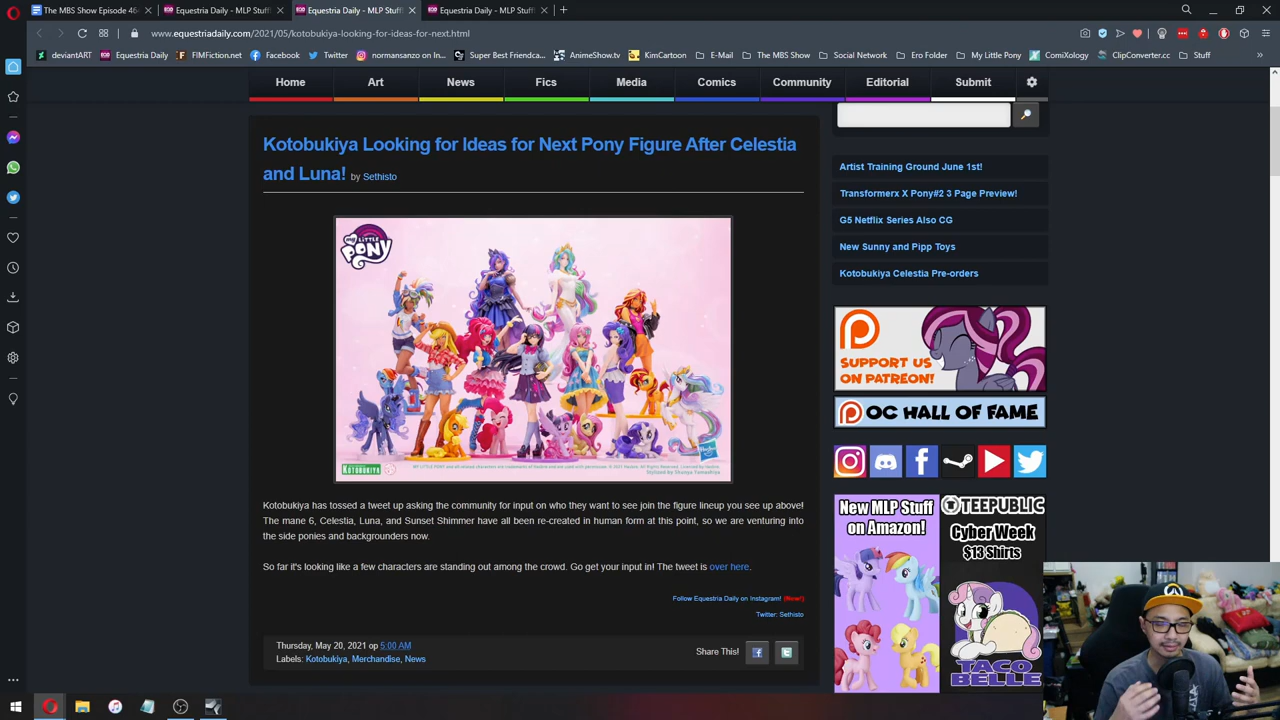 The MBS Show Episode 46
Equestria Daily - MLP Stuff!
Equestria Daily - MLP Stuff!
Equestria Daily - MLP Stuff!
www.equestriadaily.com/2021/05/kotobukiya-looking-for-ideas-for-next.html
deviantART
Equestria Daily
FIMFiction.net
Facebook
Twitter
normansanzo on In...
Super Best Friendca...
AnimeShow.tv
KimCartoon
E-Mail
The MBS Show
Social Network
Ero Folder
My Little Pony
ComiXology
ClipConverter.cc
Stuff
Home
Art
News
Fics
Media
Comics
Community
Editorial
Submit
Kotobukiya Looking for Ideas for Next Pony Figure After Celestia
and Luna! by Sethisto
MY LITTLE
PONY
KOTOBUKIYA
Hasbro
Kotobukiya has tossed a tweet up asking the community for input on who they want to see join the figure lineup you see up above!
The mane 6, Celestia, Luna, and Sunset Shimmer have all been re-created in human form at this point, so we are venturing into
the side ponies and backgrounders now.
So far it's looking like a few characters are standing out among the crowd. Go get your input in! The tweet is over here.
Follow Equestria Daily on Instagram! (New!)
Twitter: Sethisto
Thursday, May 20, 2021 op 5:00 AM
Labels: Kotobukiya, Merchandise, News
Share This!
Artist Training Ground June 1st!
Transformerx X Pony#2 3 Page Preview!
G5 Netflix Series Also CG
New Sunny and Pipp Toys
Kotobukiya Celestia Pre-orders
SUPPORT US
ON PATREON!
OC HALL OF FAME
New MLP Stuff
on Amazon!
TEEPUBLIC
Cyber Week
$13 Shirts
TACO
BELLE